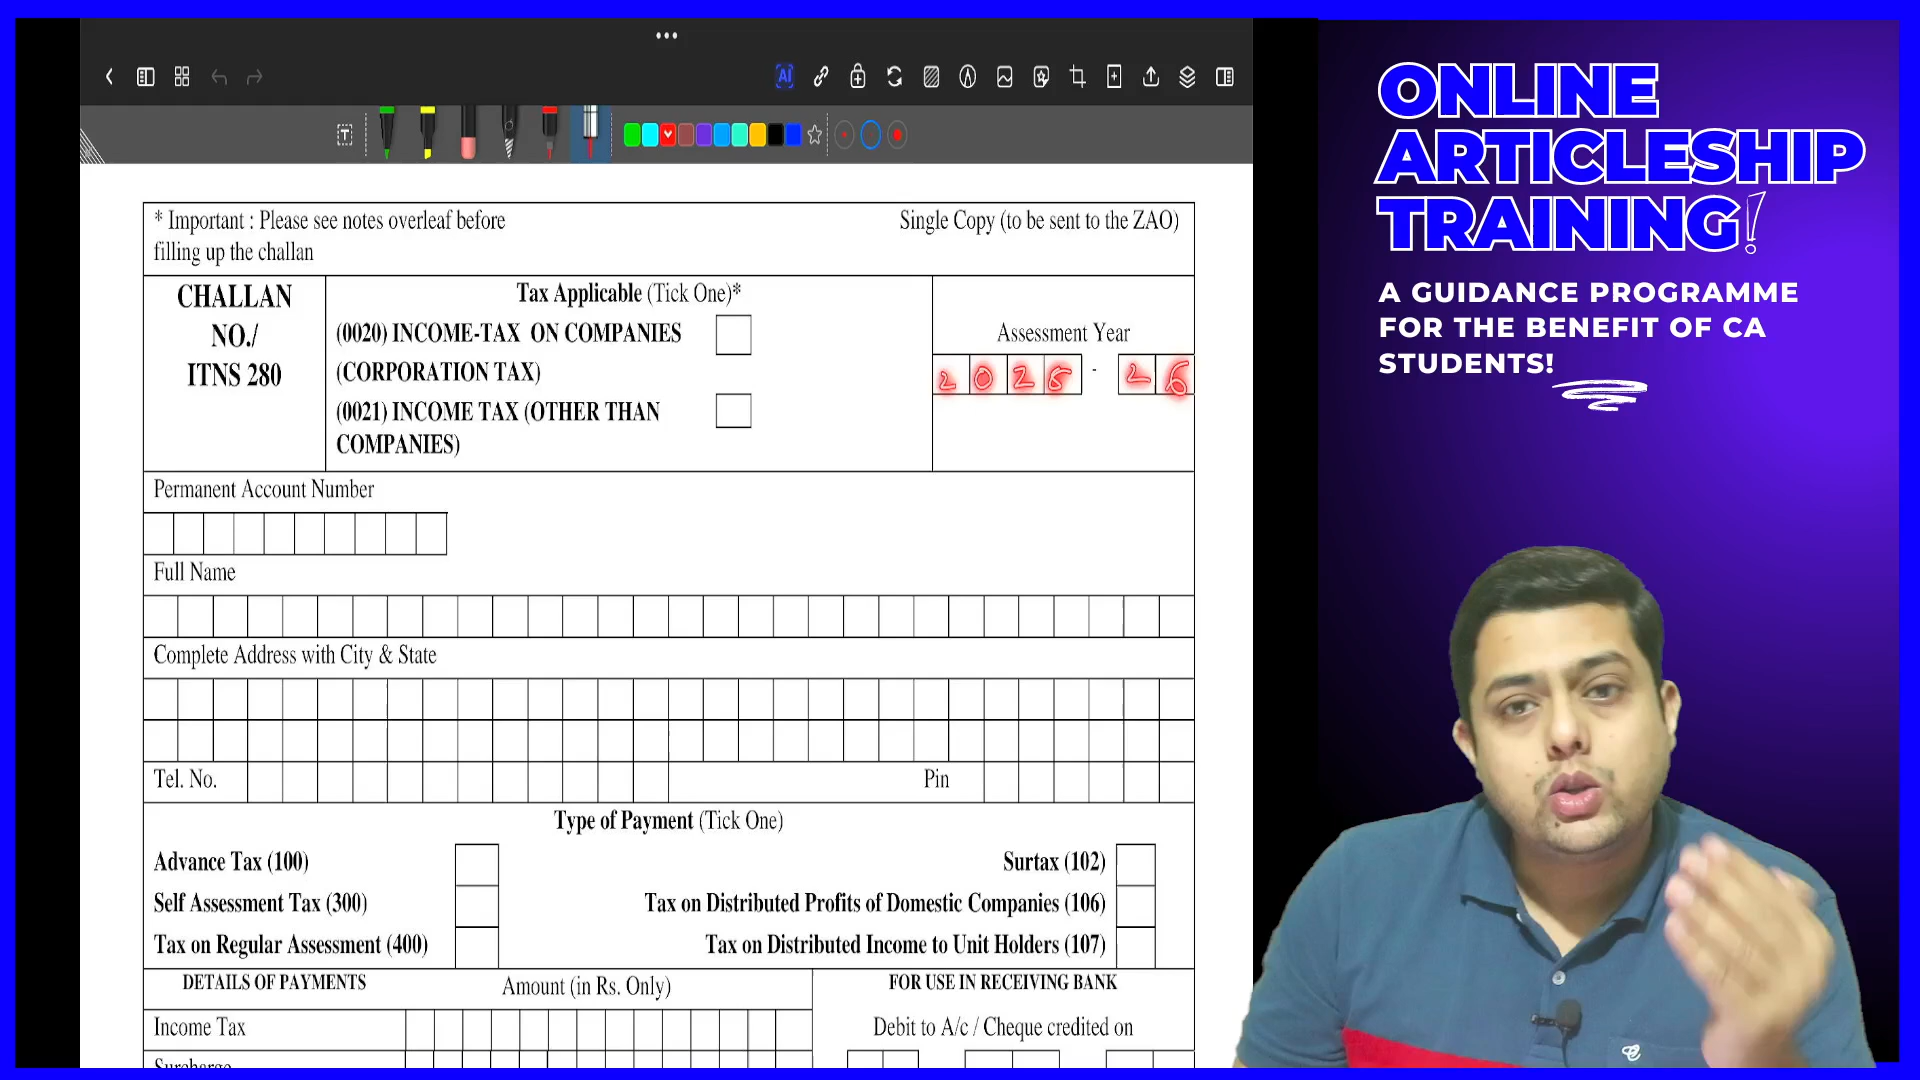 AI
T
* Important : Please see notes overleaf before
filling up the challan
Single Copy (to be sent to the ZAO)
CHALLAN
NO./
ITNS 280
Tax Applicable (Tick One)*
(0020) INCOME-TAX ON COMPANIES
(CORPORATION TAX)
(0021) INCOME TAX (OTHER THAN
COMPANIES)
Assessment Year
2025 - 26
Permanent Account Number
Full Name
Complete Address with City & State
Tel. No.
Pin
Type of Payment (Tick One)
Advance Tax (100)
Surtax (102)
Self Assessment Tax (300)
Tax on Distributed Profits of Domestic Companies (106)
Tax on Regular Assessment (400)
Tax on Distributed Income to Unit Holders (107)
DETAILS OF PAYMENTS
Amount (in Rs. Only)
FOR USE IN RECEIVING BANK
Income Tax
Debit to A/c / Cheque credited on
Surcharge
ONLINE
ARTICLESHIP
TRAINING!
A GUIDANCE PROGRAMME
FOR THE BENEFIT OF CA
STUDENTS!